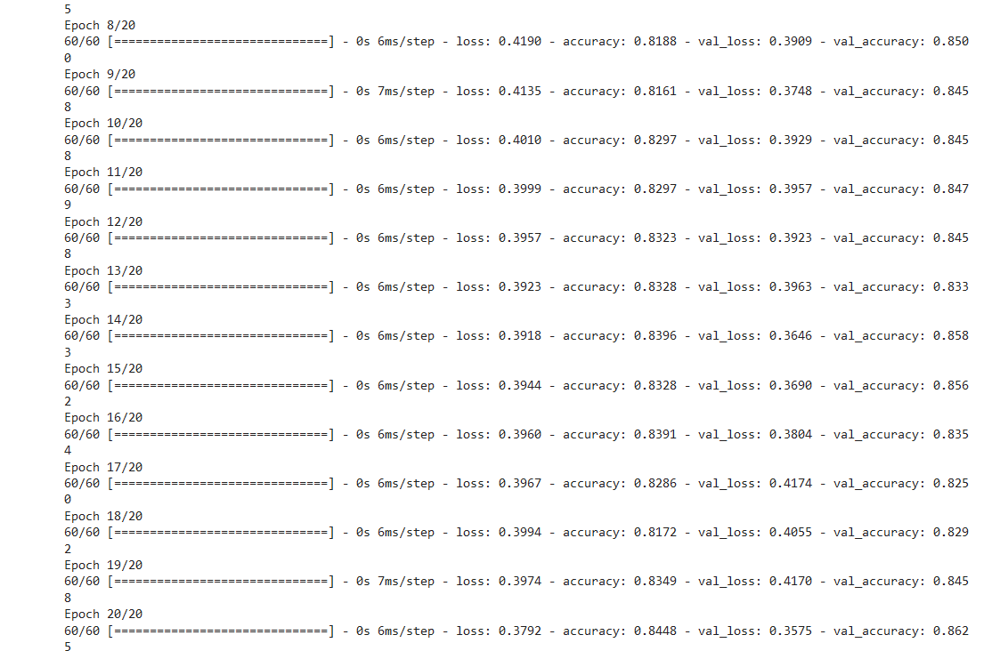 5
Epoch 8/20
60/60 [==============================] - 0s 6ms/step - loss: 0.4190 - accuracy: 0.8188 - val_loss: 0.3909 - val_accuracy: 0.850
0
Epoch 9/20
60/60 [==============================] - 0s 7ms/step - loss: 0.4135 - accuracy: 0.8161 - val_loss: 0.3748 - val_accuracy: 0.845
8
Epoch 10/20
60/60 [==============================] - 0s 6ms/step - loss: 0.4010 - accuracy: 0.8297 - val_loss: 0.3929 - val_accuracy: 0.845
8
Epoch 11/20
60/60 [==============================] - 0s 6ms/step - loss: 0.3999 - accuracy: 0.8297 - val_loss: 0.3957 - val_accuracy: 0.847
9
Epoch 12/20
60/60 [==============================] - 0s 6ms/step - loss: 0.3957 - accuracy: 0.8323 - val_loss: 0.3923 - val_accuracy: 0.845
8
Epoch 13/20
60/60 [==============================] - 0s 6ms/step - loss: 0.3923 - accuracy: 0.8328 - val_loss: 0.3963 - val_accuracy: 0.833
3
Epoch 14/20
60/60 [==============================] - 0s 6ms/step - loss: 0.3918 - accuracy: 0.8396 - val_loss: 0.3646 - val_accuracy: 0.858
3
Epoch 15/20
60/60 [==============================] - 0s 6ms/step - loss: 0.3944 - accuracy: 0.8328 - val_loss: 0.3690 - val_accuracy: 0.856
2
Epoch 16/20
60/60 [==============================] - 0s 6ms/step - loss: 0.3960 - accuracy: 0.8391 - val_loss: 0.3804 - val_accuracy: 0.835
4
Epoch 17/20
60/60 [==============================] - 0s 6ms/step - loss: 0.3967 - accuracy: 0.8286 - val_loss: 0.4174 - val_accuracy: 0.825
0
Epoch 18/20
60/60 [==============================] - 0s 6ms/step - loss: 0.3994 - accuracy: 0.8172 - val_loss: 0.4055 - val_accuracy: 0.829
2
Epoch 19/20
60/60 [==============================] - 0s 7ms/step - loss: 0.3974 - accuracy: 0.8349 - val_loss: 0.4170 - val_accuracy: 0.845
8
Epoch 20/20
60/60 [==============================] - 0s 6ms/step - loss: 0.3792 - accuracy: 0.8448 - val_loss: 0.3575 - val_accuracy: 0.862
5